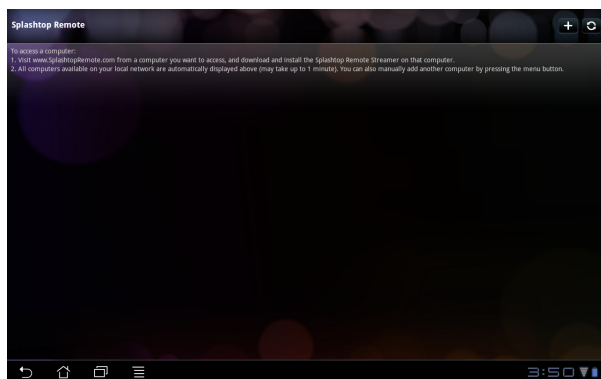 Splashtop Remote
To access a computer:
1. Visit www.SplashtopRemote.com from a computer you want to access, and download and install the Splashtop Remote Streamer on that computer.
2. All computers available on your local network are automatically displayed above (may take up to 1 minute). You can also manually add another computer by pressing the menu button.
3:50